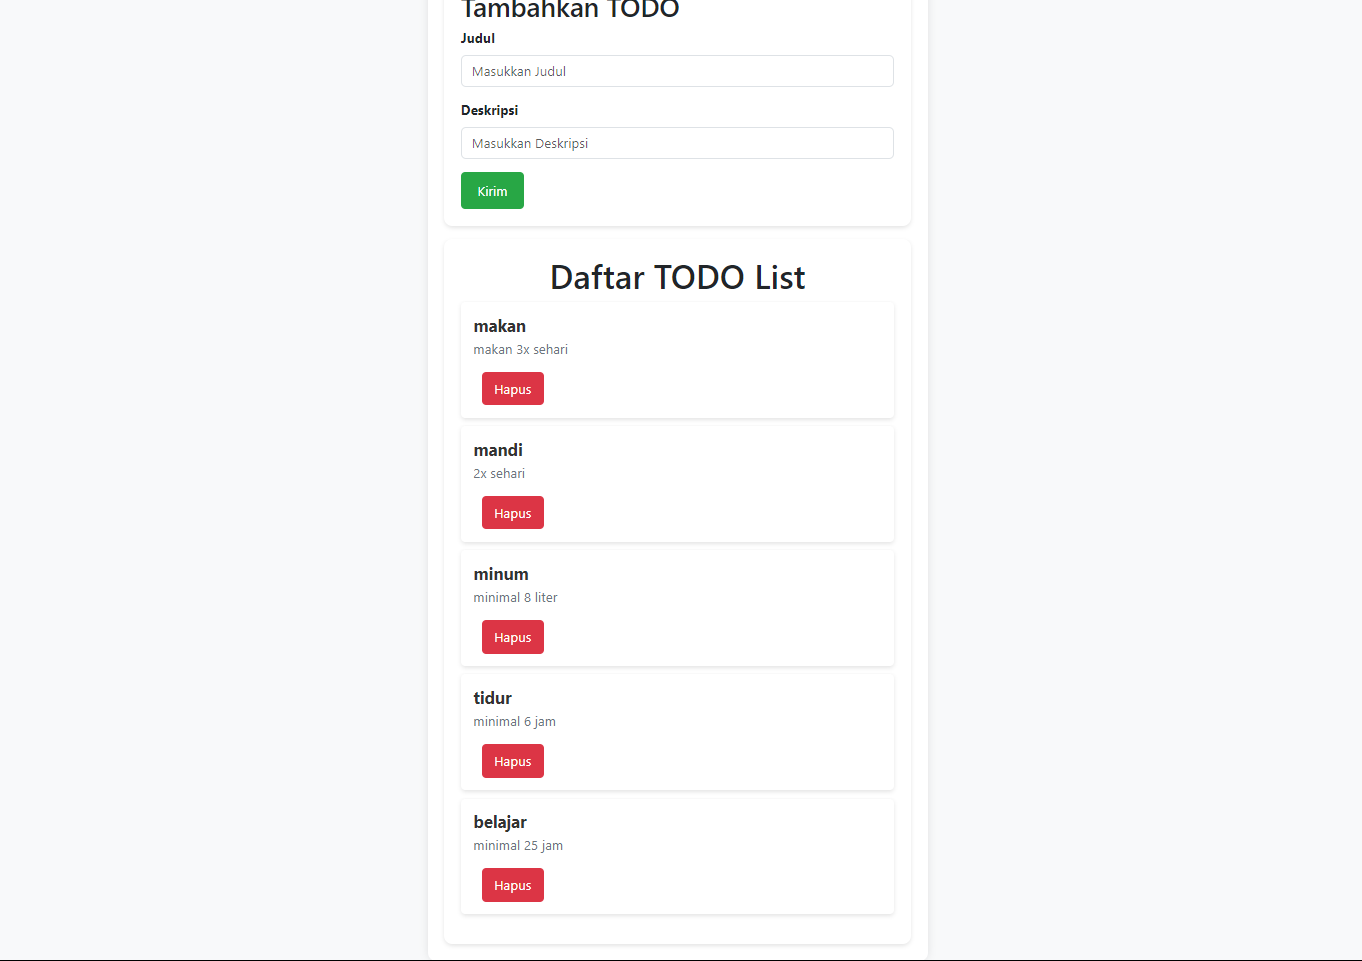 Tambahkan TODO
Judul
Masukkan Judul
Deskripsi
Masukkan Deskripsi
Kirim
Daftar TODO List
makan
makan 3x sehari
Hapus
mandi
2x sehari
Hapus
minum
minimal 8 liter
Hapus
tidur
minimal 6 jam
Hapus
belajar
minimal 25 jam
Hapus